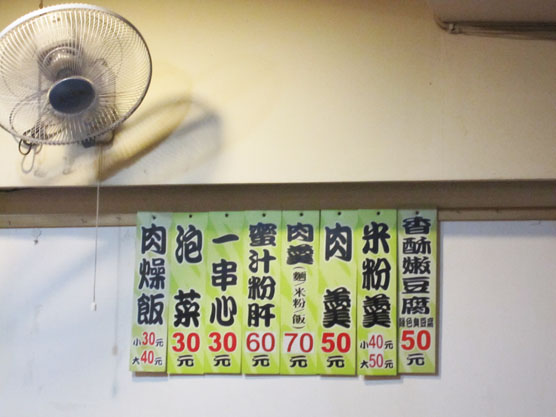 肉燥飯
小30元
大40元
泡菜
30元
一串心
30元
蜜汁粉肝
60元
肉羹
(麵/米粉/飯)
70元
肉羹
50元
米粉羹
小40元
大50元
香酥嫩豆腐
50元